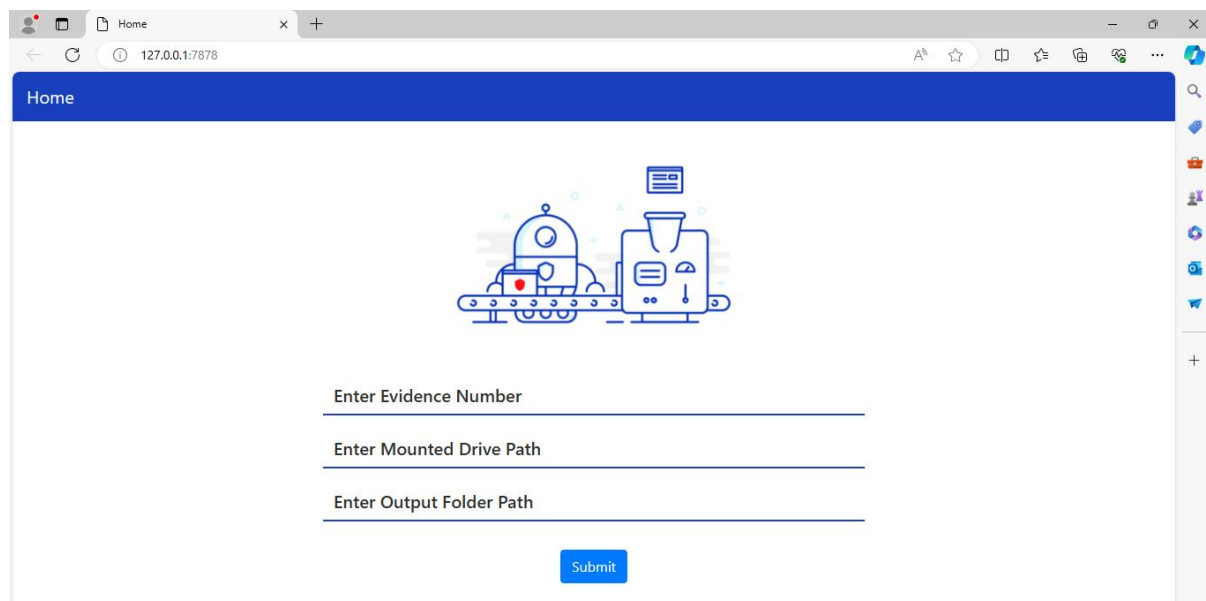 Home
127.0.0.1:7878
Home
Enter Evidence Number
Enter Mounted Drive Path
Enter Output Folder Path
Submit